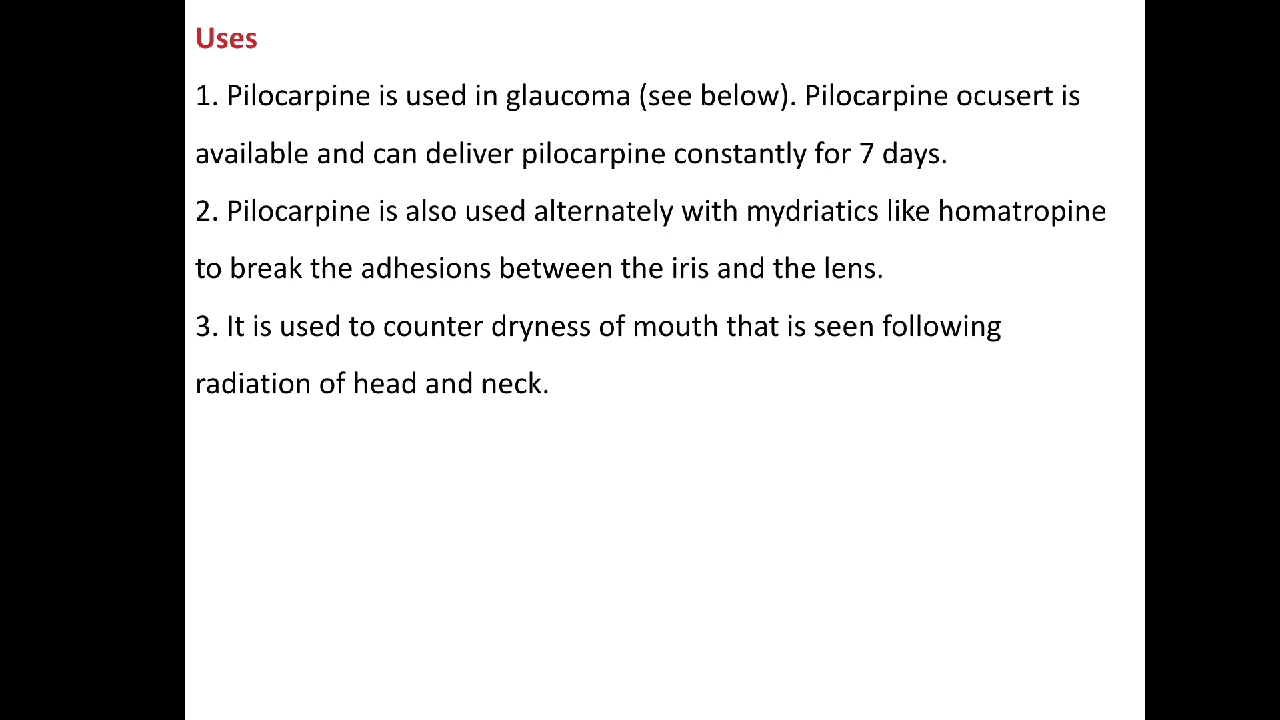 Uses
1. Pilocarpine is used in glaucoma (see below). Pilocarpine ocusert is
available and can deliver pilocarpine constantly for 7 days.
2. Pilocarpine is also used alternately with mydriatics like homatropine
to break the adhesions between the iris and the lens.
3. It is used to counter dryness of mouth that is seen following
radiation of head and neck.